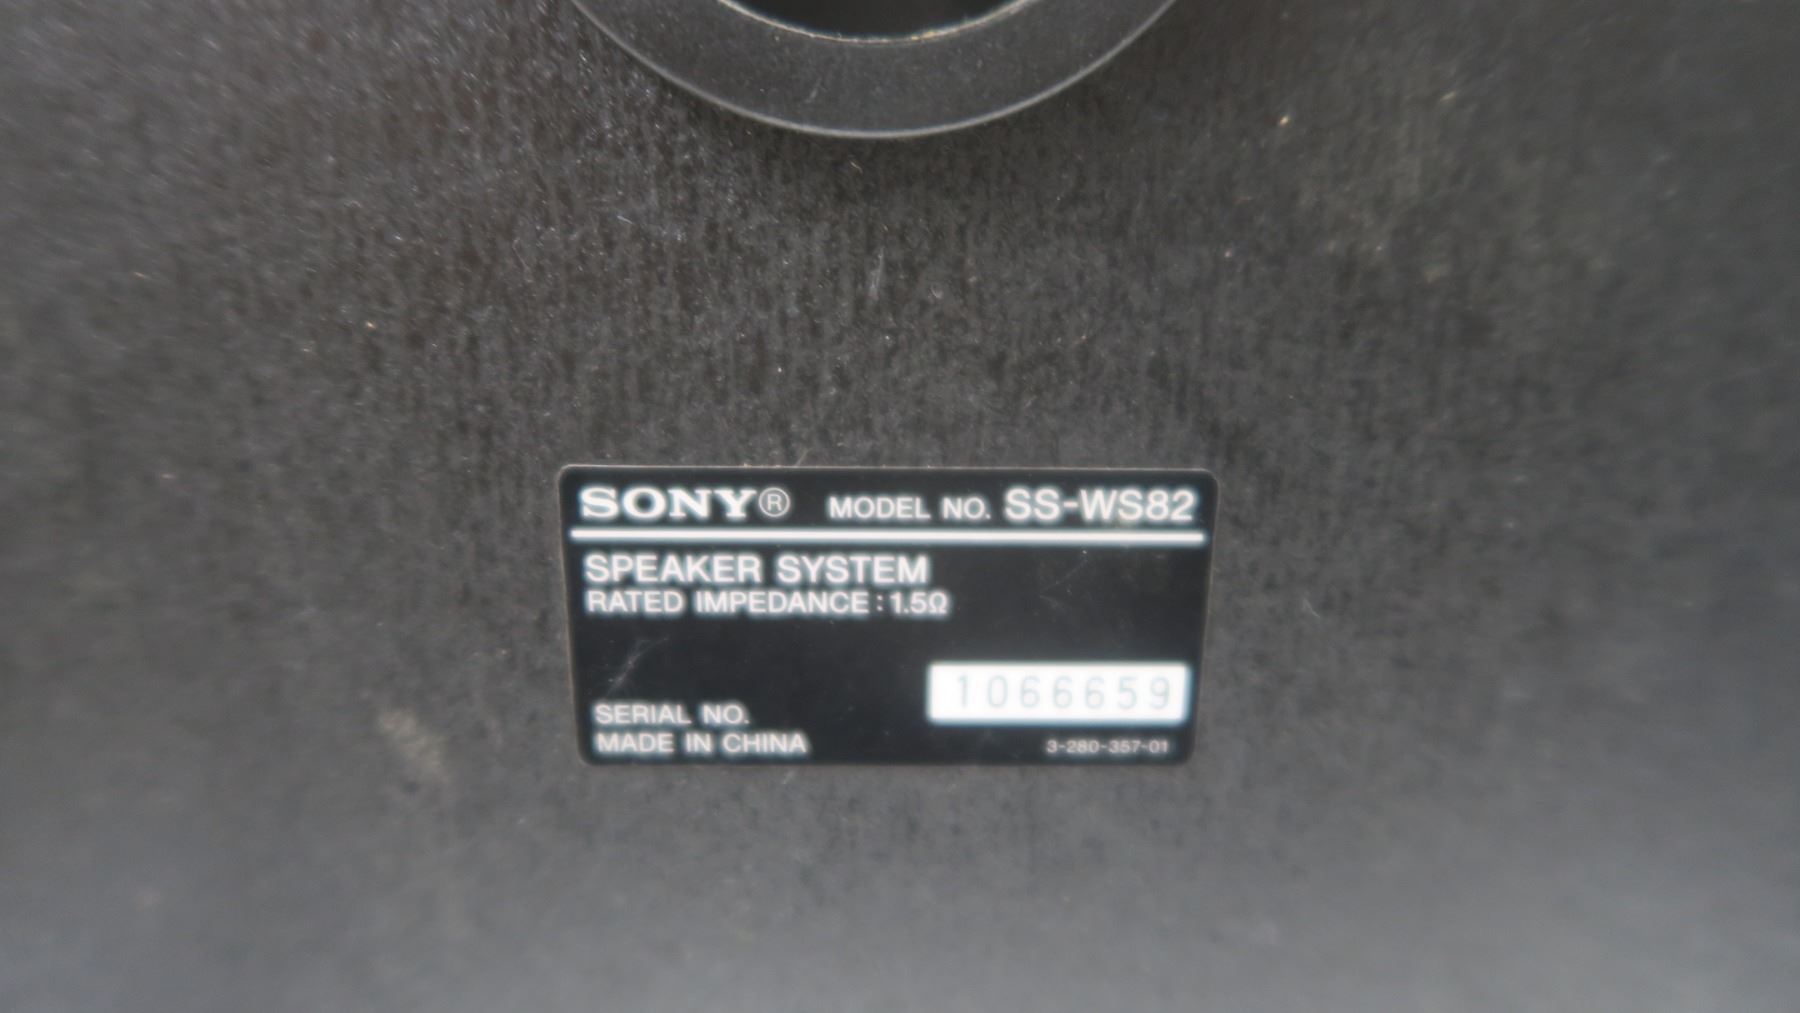 SONY® MODEL NO. SS-WS82
SPEAKER SYSTEM
RATED IMPEDANCE : 1.5Ω
1066659
SERIAL NO.
MADE IN CHINA 3-280-357-01